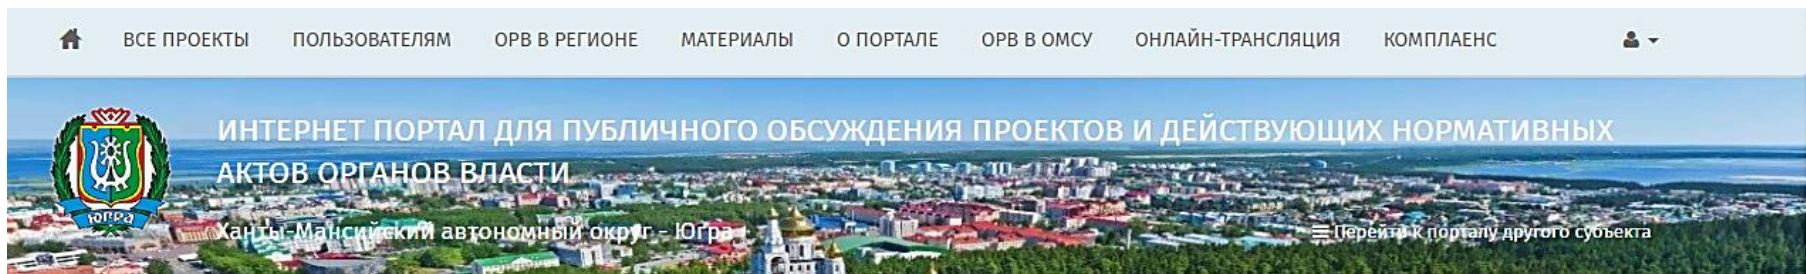 ВСЕ ПРОЕКТЫ ПОЛЬЗОВАТЕЛЯМ ОРВ В РЕГИОНЕ МАТЕРИАЛЫ О ПОРТАЛЕ ОРВ В ОМСУ ОНЛАЙН-ТРАНСЛЯЦИЯ КОМПЛАЕНС
ИНТЕРНЕТ ПОРТАЛ ДЛЯ ПУБЛИЧНОГО ОБСУЖДЕНИЯ ПРОЕКТОВ И ДЕЙСТВУЮЩИХ НОРМАТИВНЫХ
АКТОВ ОРГАНОВ ВЛАСТИ
ЮГРА
Ханты-Мансийский автономный округ - Югра Перейти к порталу другого субъекта